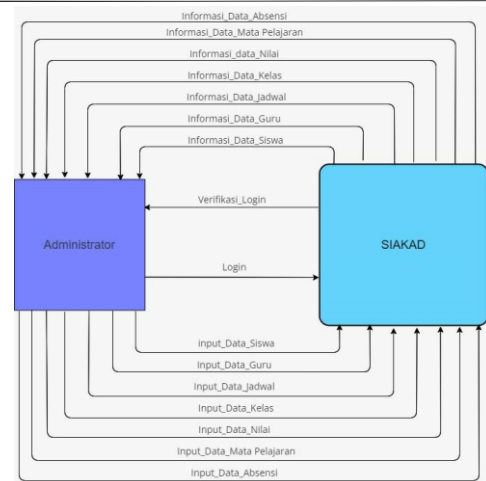 Informasi_Data_Absensi
Informasi_Data_Mata Pelajaran
Informasi_data_Nilai
Informasi_Data_Kelas
Informasi_Data_Jadwal
Informasi_Data_Guru
Informasi_Data_Siswa
Verifikasi_Login
Administrator
SIAKAD
Login
input_Data_Siswa
Input_Data_Guru
Input_Data_Jadwal
Input_Data_Kelas
Input_Data_Nilai
Input_Data_Mata Pelajaran
Input_Data_Absensi